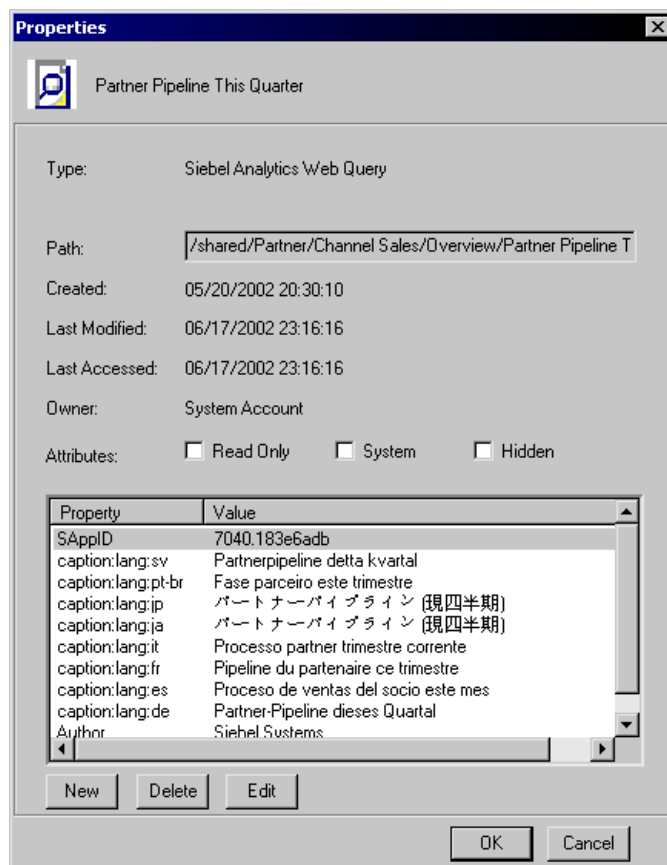 Properties
Partner Pipeline This Quarter
Type: Siebel Analytics Web Query
Path: /shared/Partner/Channel Sales/Overview/Partner Pipeline T
Created: 05/20/2002 20:30:10
Last Modified: 06/17/2002 23:16:16
Last Accessed: 06/17/2002 23:16:16
Owner: System Account
Attributes: Read Only System Hidden
Property Value
SAppID 7040.183e6adb
caption:lang:sv Partnerpipeline detta kvartal
caption:lang:pt-br Fase parceiro este trimestre
caption:lang:jp パートナーパイプライン (現四半期)
caption:lang:ja パートナーパイプライン (現四半期)
caption:lang:it Processo partner trimestre corrente
caption:lang:fr Pipeline du partenaire ce trimestre
caption:lang:es Proceso de ventas del socio este mes
caption:lang:de Partner-Pipeline dieses Quartal
Author Siebel Systems
New Delete Edit
OK Cancel